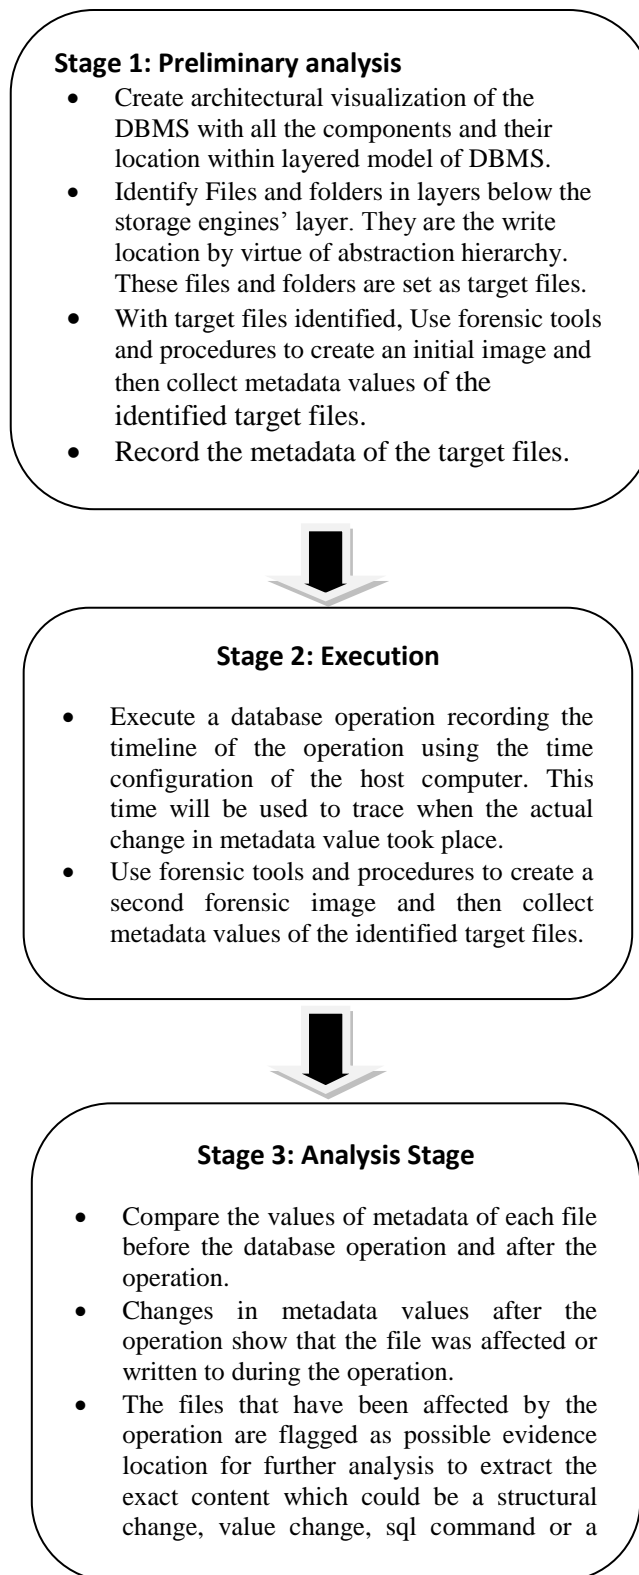 Stage 1: Preliminary analysis
• Create architectural visualization of the
DBMS with all the components and their
location within layered model of DBMS.
• Identify Files and folders in layers below the
storage engines’ layer. They are the write
location by virtue of abstraction hierarchy.
These files and folders are set as target files.
• With target files identified, Use forensic tools
and procedures to create an initial image and
then collect metadata values of the
identified target files.
• Record the metadata of the target files.
Stage 2: Execution
• Execute a database operation recording the
timeline of the operation using the time
configuration of the host computer. This
time will be used to trace when the actual
change in metadata value took place.
• Use forensic tools and procedures to create a
second forensic image and then collect
metadata values of the identified target files.
Stage 3: Analysis Stage
• Compare the values of metadata of each file
before the database operation and after the
operation.
• Changes in metadata values after the
operation show that the file was affected or
written to during the operation.
• The files that have been affected by the
operation are flagged as possible evidence
location for further analysis to extract the
exact content which could be a structural
change, value change, sql command or a